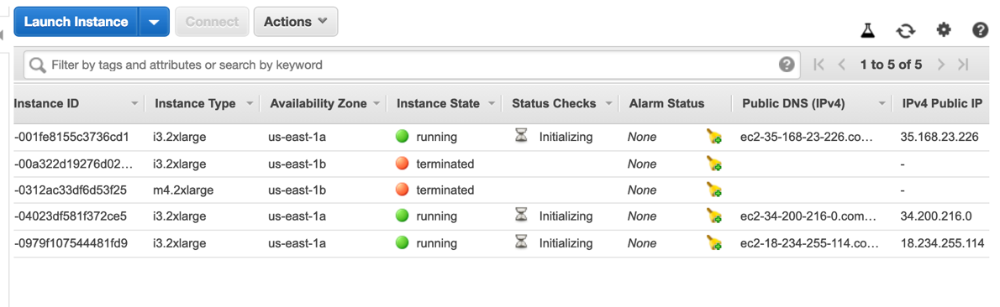 Launch Instance Connect Actions
Filter by tags and attributes or search by keyword 1 to 5 of 5
Instance ID Instance Type Availability Zone Instance State Status Checks Alarm Status Public DNS (IPv4) IPv4 Public IP
-001fe8155c3736cd1 i3.2xlarge us-east-1a running Initializing None ec2-35-168-23-226.co... 35.168.23.226
-00a322d19276d02... i3.2xlarge us-east-1b terminated None -
-0312ac33df6d53f25 m4.2xlarge us-east-1b terminated None -
-04023df581f372ce5 i3.2xlarge us-east-1a running Initializing None ec2-34-200-216-0.com... 34.200.216.0
-0979f107544481fd9 i3.2xlarge us-east-1a running Initializing None ec2-18-234-255-114.co... 18.234.255.114